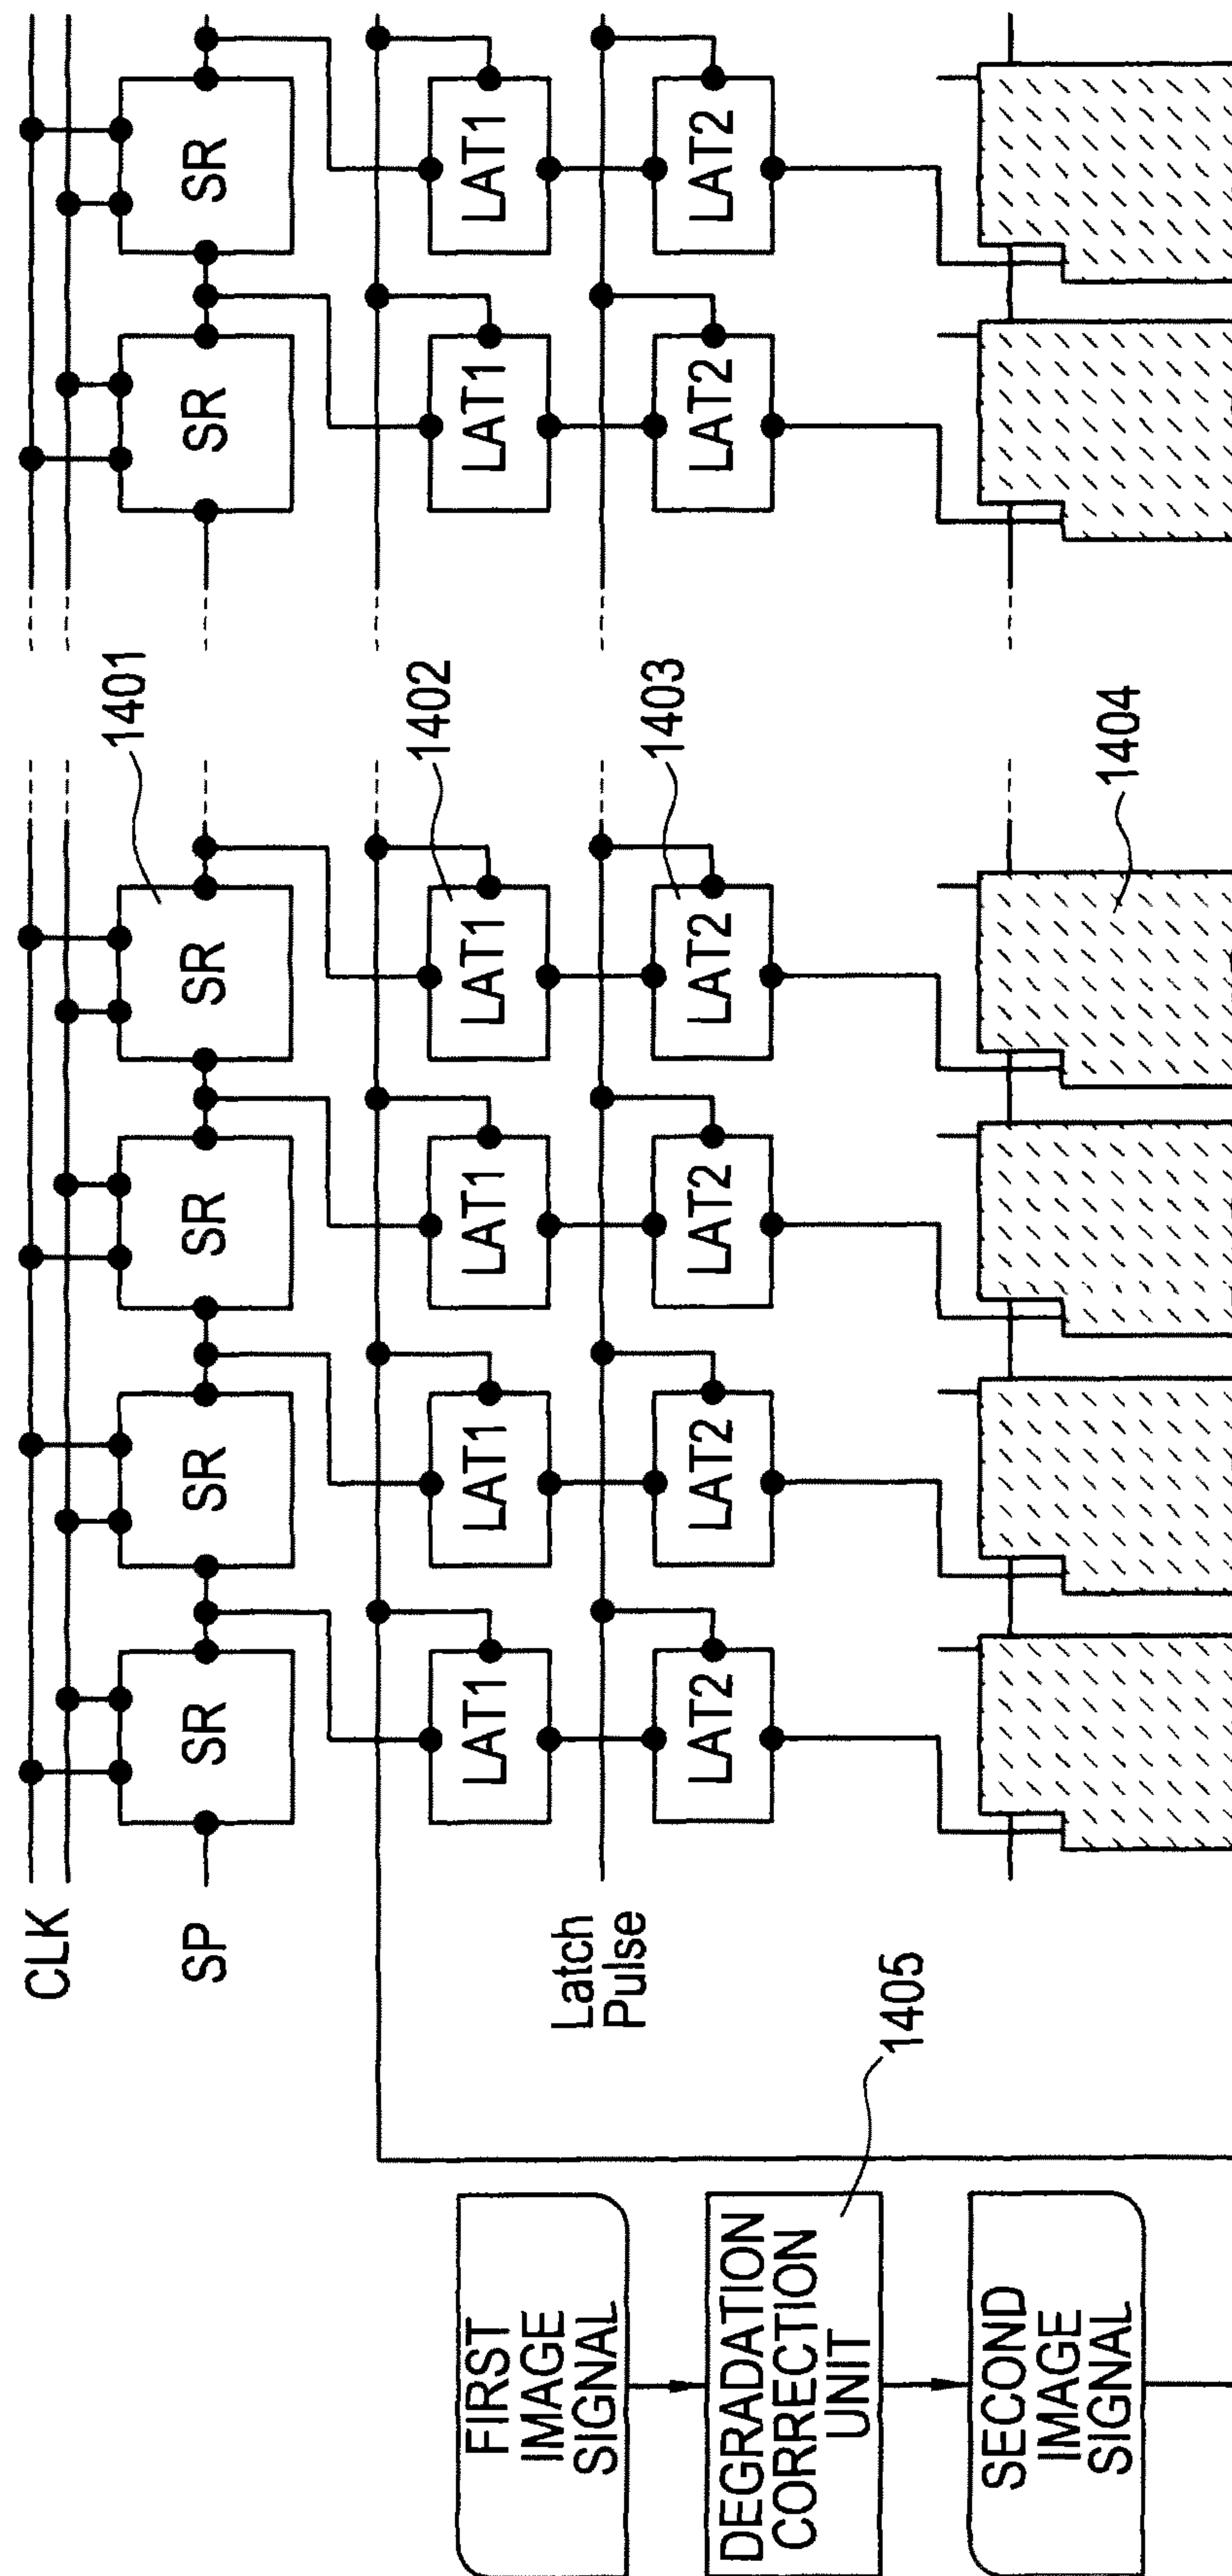 CLK
1401
SP
SR
SR
SR
SR
SR
SR
1402
LAT1
LAT1
LAT1
LAT1
LAT1
LAT1
FIRST
IMAGE
SIGNAL
Latch
Pulse
1403
LAT2
LAT2
LAT2
LAT2
LAT2
LAT2
DEGRADATION
CORRECTION
UNIT
1405
SECOND
IMAGE
SIGNAL
1404